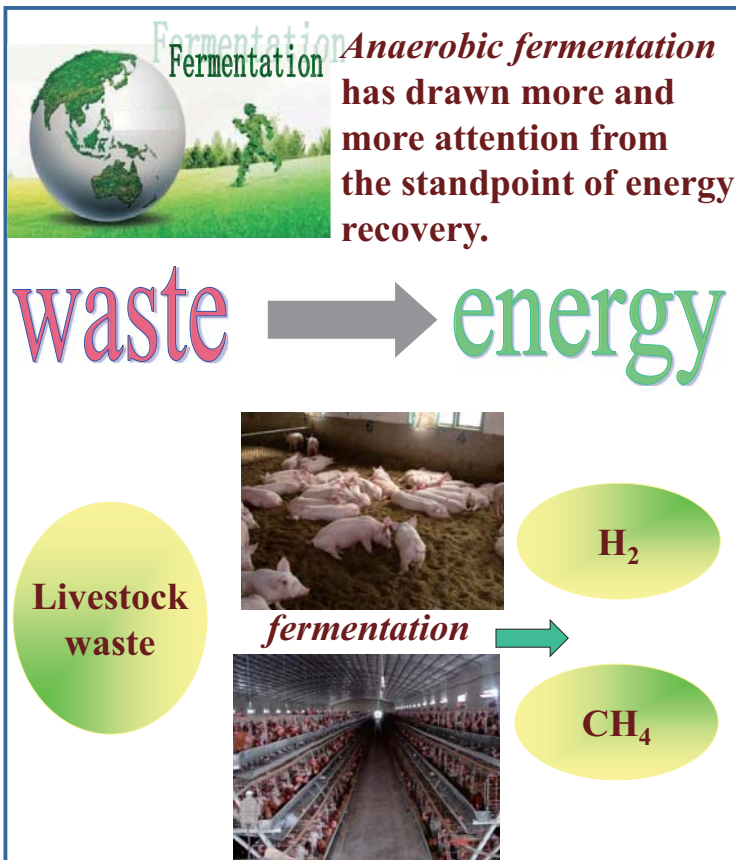 Fermentation
Fermentation
Anaerobic fermentation
has drawn more and
more attention from
the standpoint of energy
recovery.
waste
energy
Livestock
waste
fermentation
H₂
CH₄